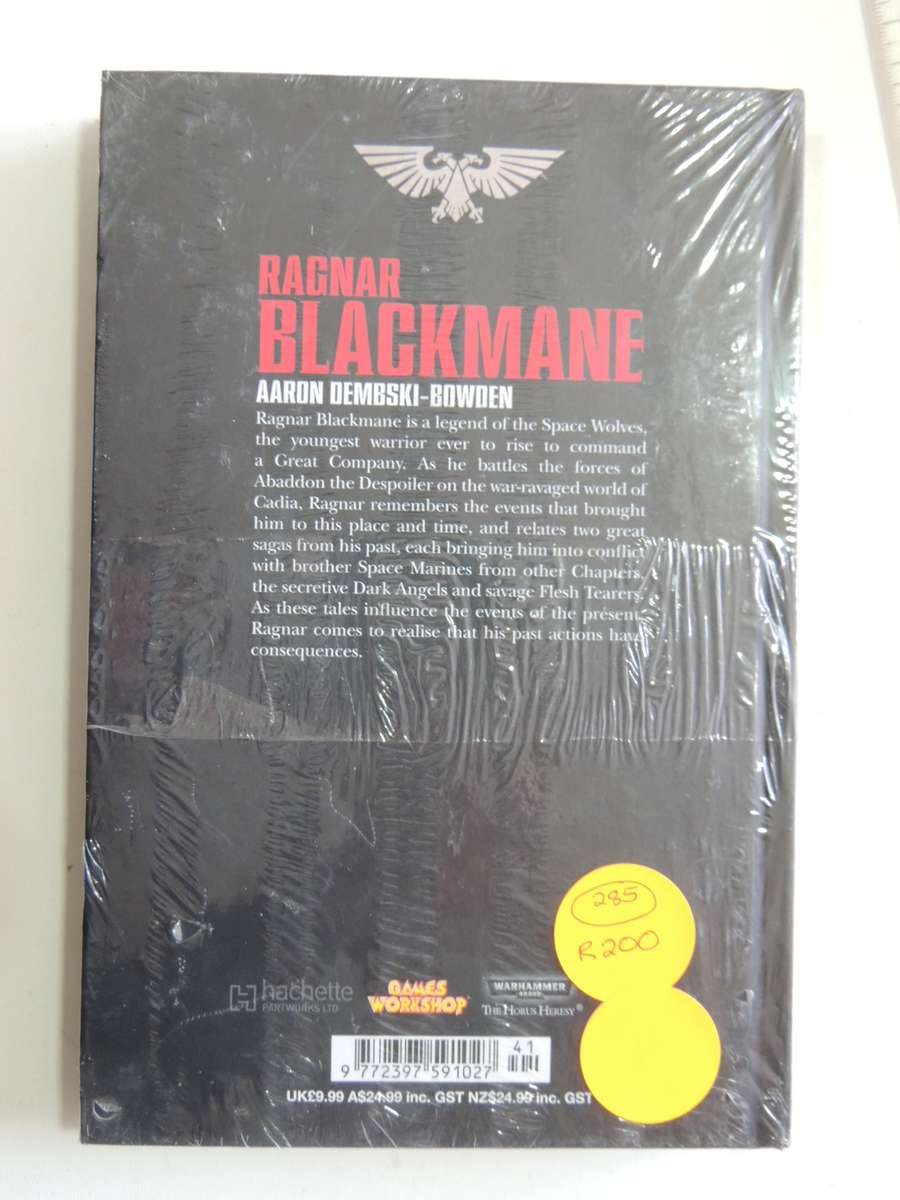 RAGNAR
BLACKMANE
AARON DEMBSKI-BOWDEN
Ragnar Blackmane is a legend of the Space Wolves,
the youngest warrior ever to rise to command
a Great Company. As he battles the forces of
Abaddon the Despoiler on the war-ravaged world of
Cadia, Ragnar remembers the events that brought
him to this place and time, and relates two great
sagas from his past, each bringing him into conflict
with brother Space Marines from other Chapters,
the secretive Dark Angels and savage Flesh Tearers.
As these tales influence the events of the present,
Ragnar comes to realise that his past actions have
consequences.
285
R200
hachette
PARTWORKS LTD
GAMES
WORKSHOP
WARHAMMER
40,000
THE HORUS HERESY®
41
9 772397 591027
UK£9.99 A$24.99 inc. GST NZ$24.99 inc. GST